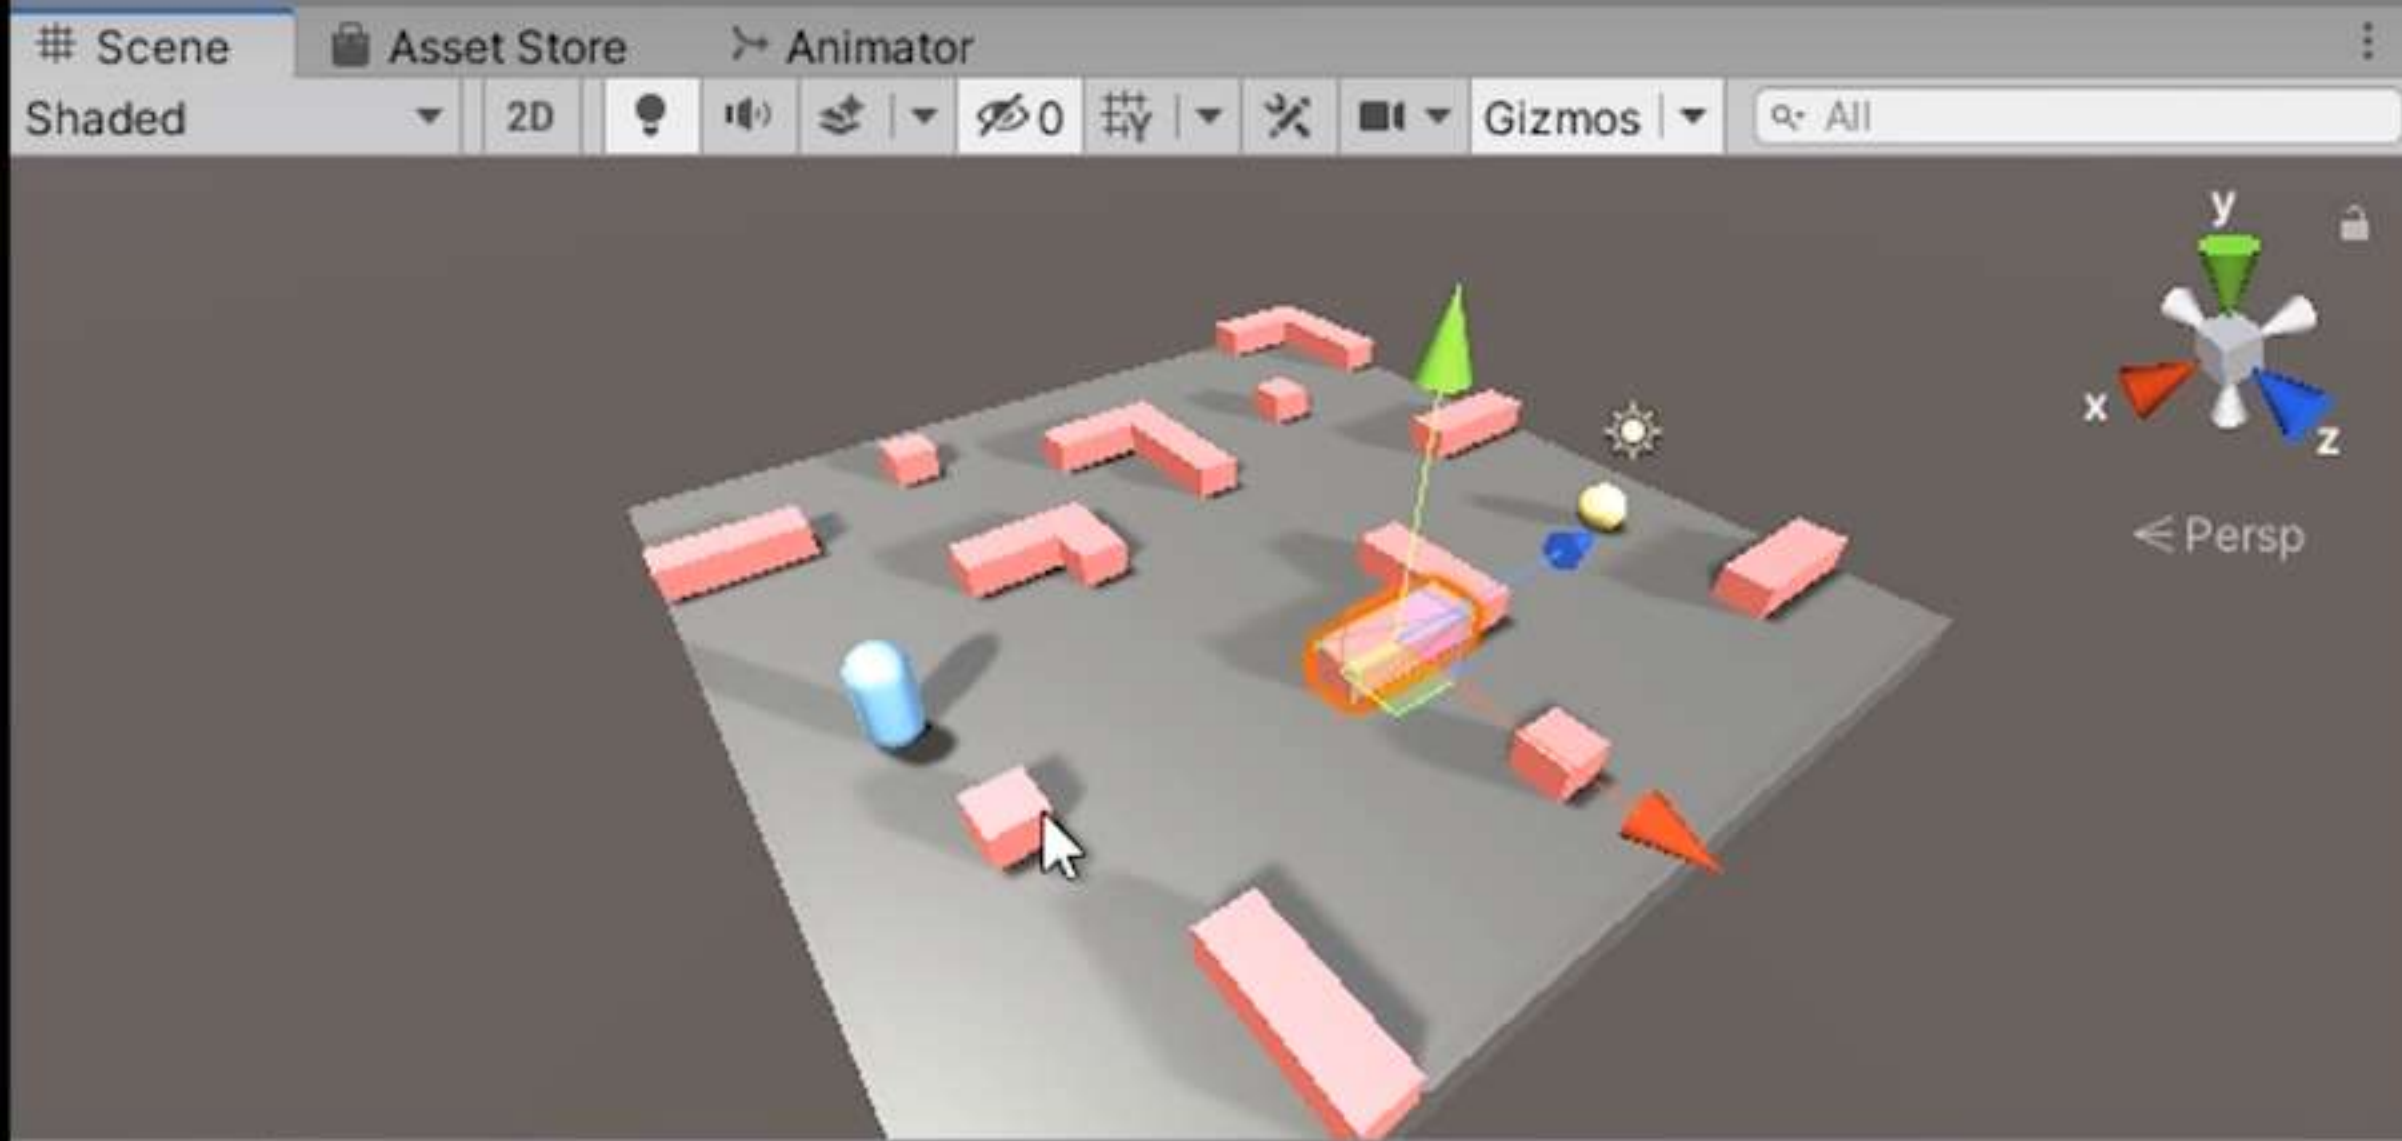 Scene Asset Store Animator
Shaded 2D 0 Gizmos All
y
x
z
Persp